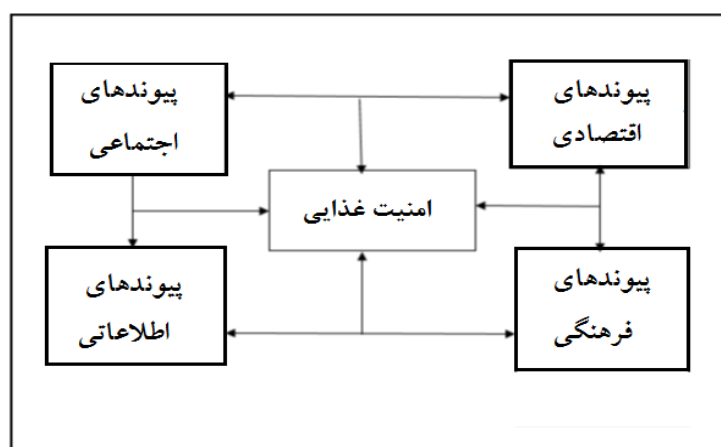 پیوندهای
اجتماعی
پیوندهای
اقتصادی
امنیت غذایی
پیوندهای
اطلاعاتی
پیوندهای
فرهنگی